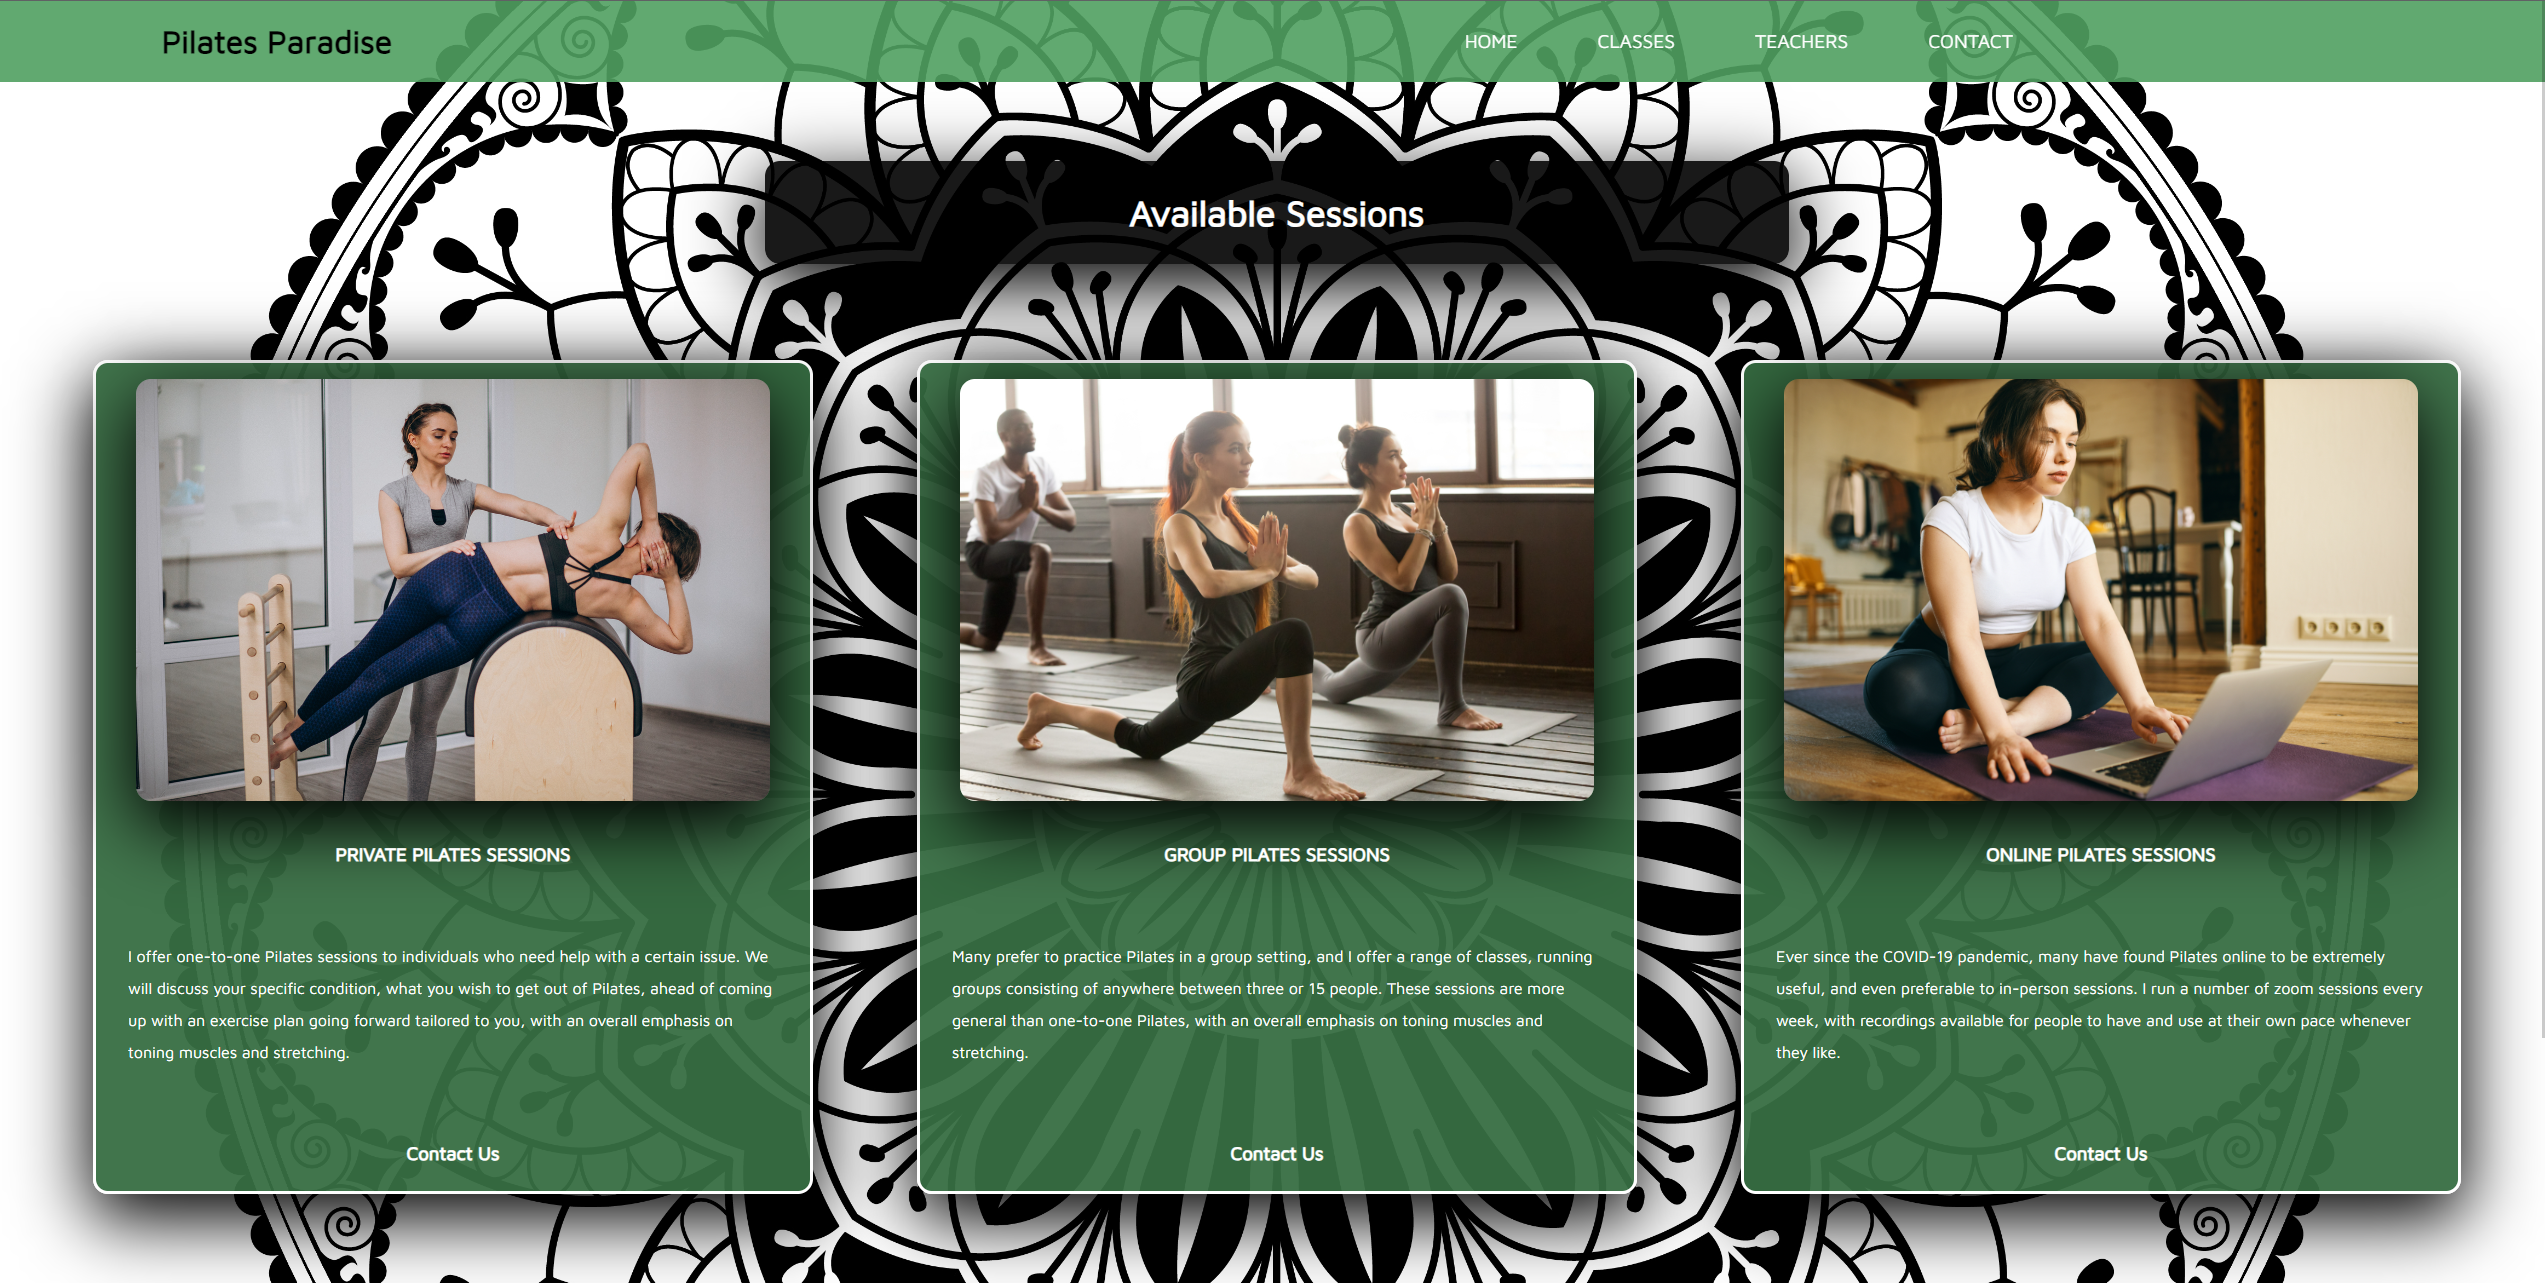 Pilates Paradise
HOME CLASSES TEACHERS CONTACT
Available Sessions
PRIVATE PILATES SESSIONS
I offer one-to-one Pilates sessions to individuals who need help with a certain issue. We
will discuss your specific condition, what you wish to get out of Pilates, ahead of coming
up with an exercise plan going forward tailored to you, with an overall emphasis on
toning muscles and stretching.
Contact Us
GROUP PILATES SESSIONS
Many prefer to practice Pilates in a group setting, and I offer a range of classes, running
groups consisting of anywhere between three or 15 people. These sessions are more
general than one-to-one Pilates, with an overall emphasis on toning muscles and
stretching.
Contact Us
ONLINE PILATES SESSIONS
Ever since the COVID-19 pandemic, many have found Pilates online to be extremely
useful, and even preferable to in-person sessions. I run a number of zoom sessions every
week, with recordings available for people to have and use at their own pace whenever
they like.
Contact Us